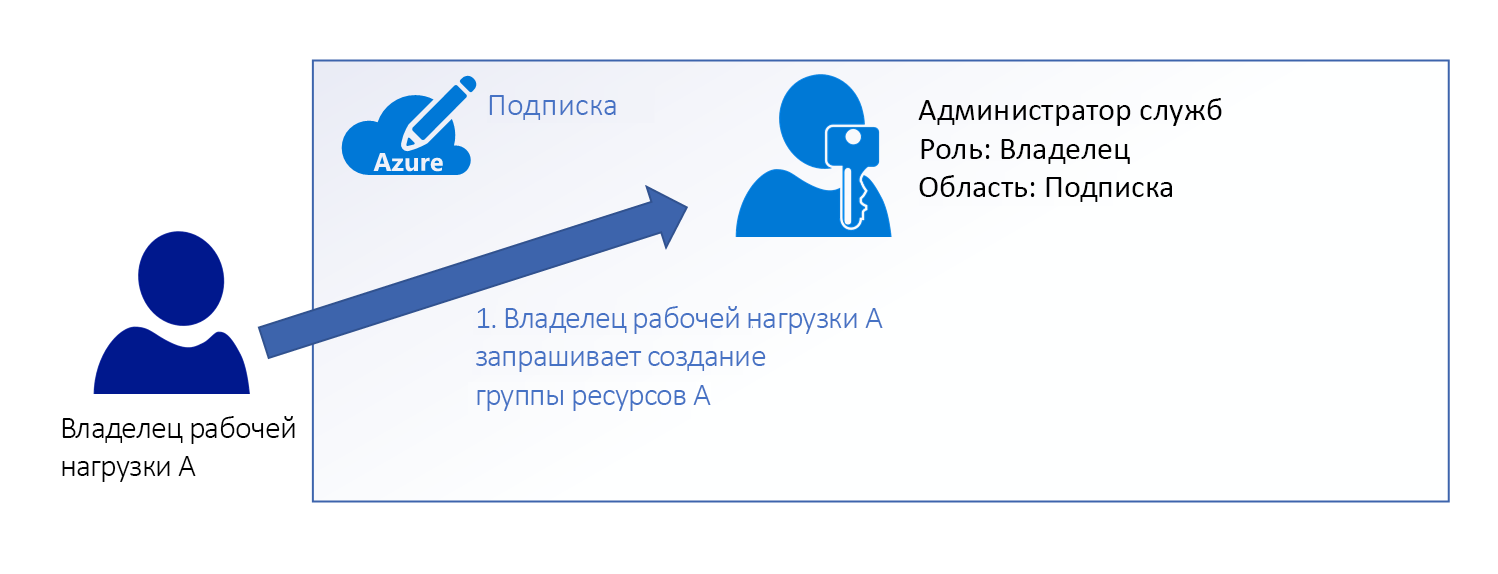 Подписка
Azure
Администратор служб
Роль: Владелец
Область: Подписка
1. Владелец рабочей нагрузки А
запрашивает создание
группы ресурсов А
Владелец рабочей
нагрузки А